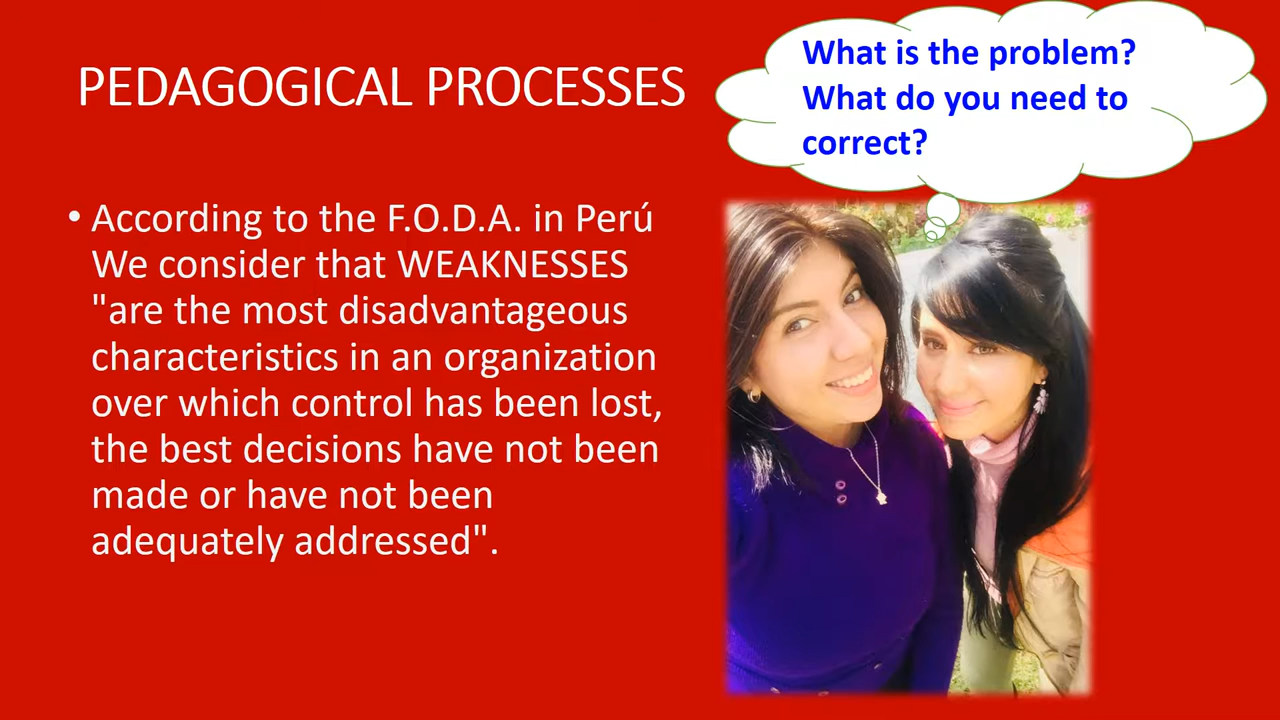 PEDAGOGICAL PROCESSES
What is the problem?
What do you need to
correct?
• According to the F.O.D.A. in Perú
We consider that WEAKNESSES
"are the most disadvantageous
characteristics in an organization
over which control has been lost,
the best decisions have not been
made or have not been
adequately addressed".